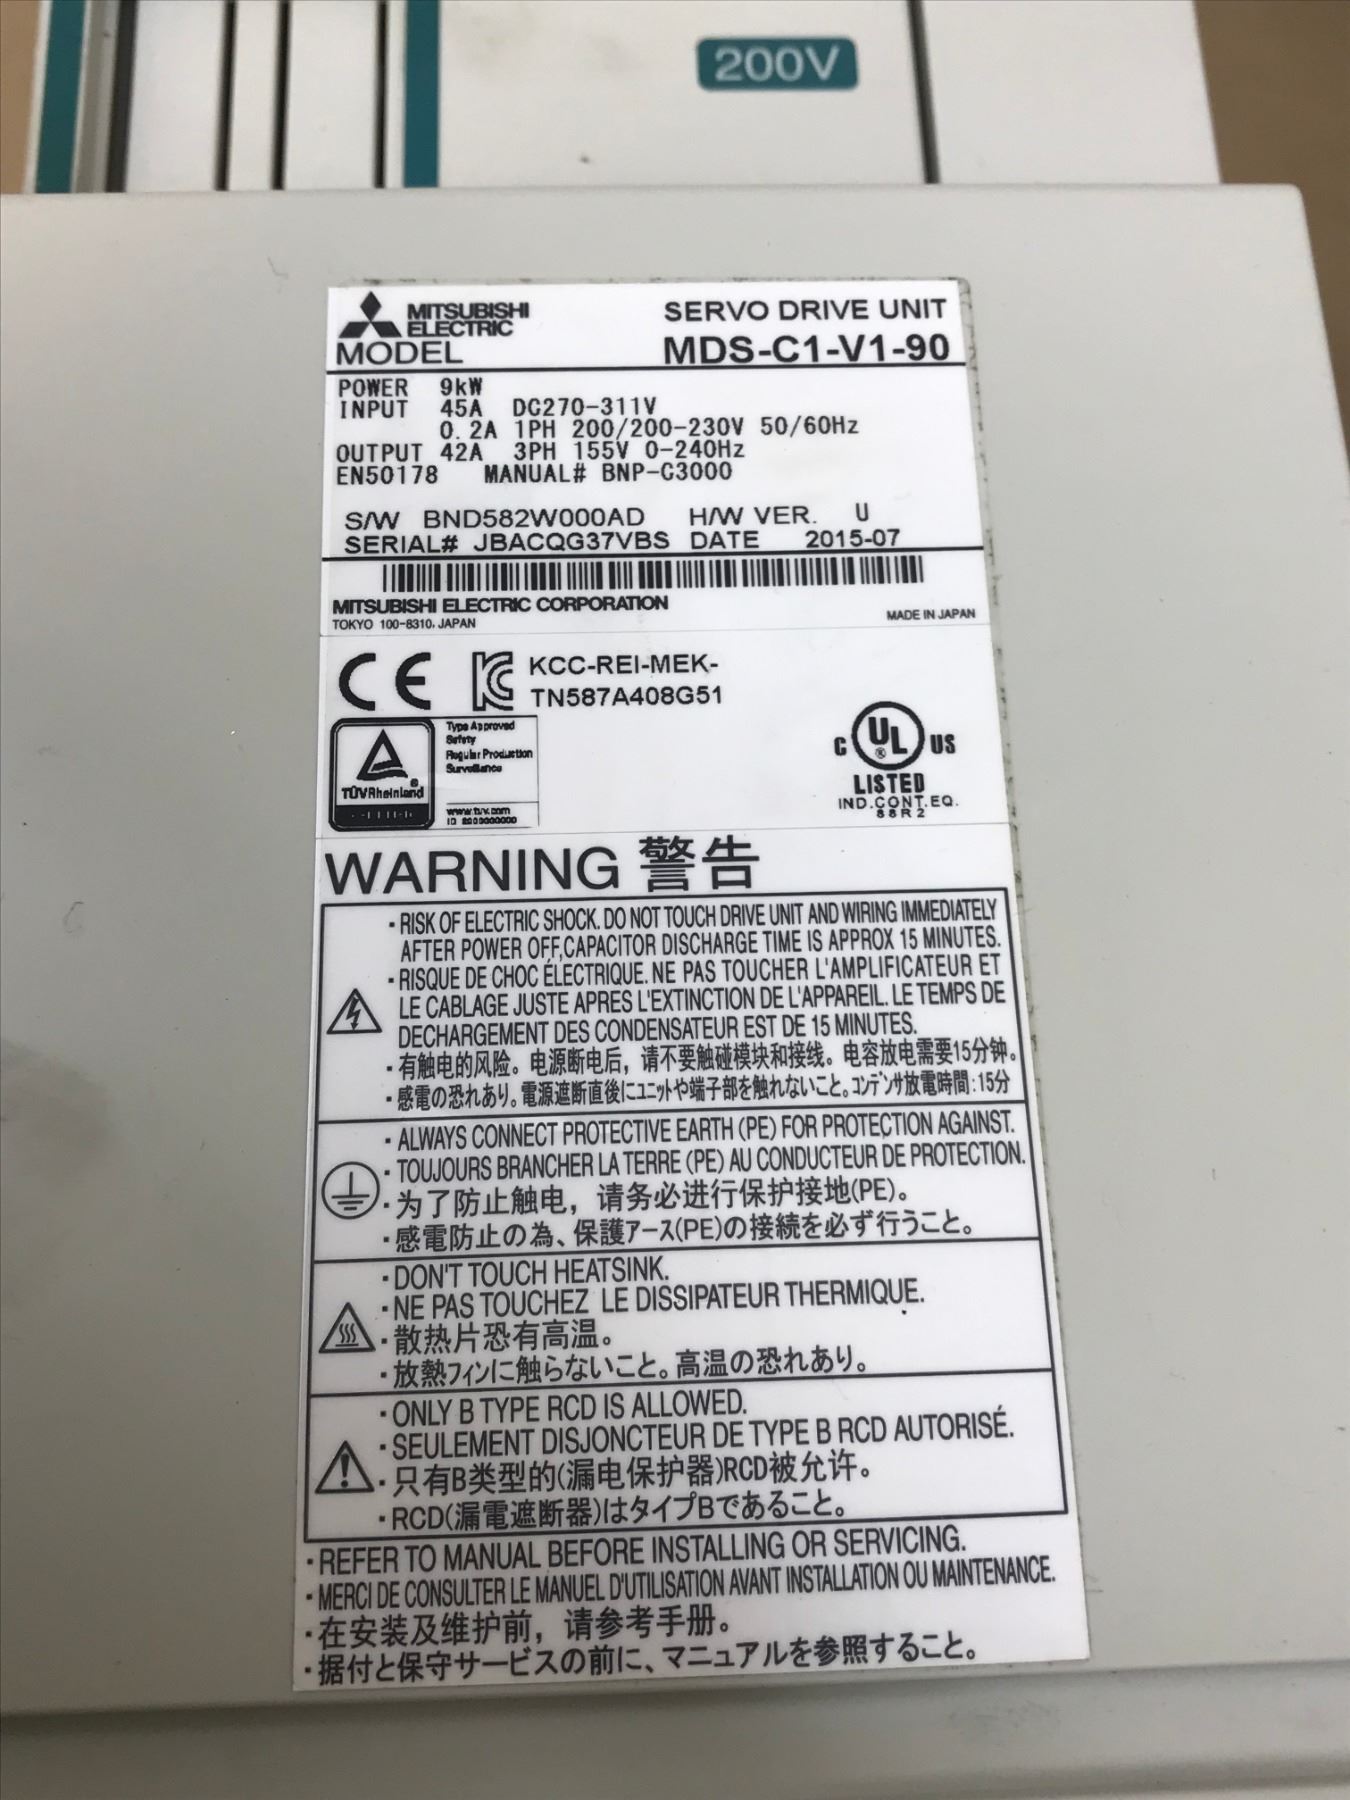 200V
MITSUBISHI
ELECTRIC
SERVO DRIVE UNIT
MODEL MDS-C1-V1-90
POWER 9kW
INPUT 45A DC270-311V
0.2A 1PH 200/200-230V 50/60Hz
OUTPUT 42A 3PH 155V 0-240Hz
EN50178 MANUAL# BNP-C3000
S/W BND582W000AD H/W VER. U
SERIAL# JBACQG37VBS DATE 2015-07
MITSUBISHI ELECTRIC CORPORATION
TOKYO 100-8310, JAPAN MADE IN JAPAN
CE KCC-REI-MEK-
TN587A408G51
Type Approved
Safety
Regular Production
Surveillance
TÜVRheinland ®
www.tuv.com
C UL ® US
LISTED
IND.CONT.EQ.
88R2
WARNING 警告
・RISK OF ELECTRIC SHOCK. DO NOT TOUCH DRIVE UNIT AND WIRING IMMEDIATELY
AFTER POWER OFF,CAPACITOR DISCHARGE TIME IS APPROX 15 MINUTES.
・RISQUE DE CHOC ÉLECTRIQUE. NE PAS TOUCHER L'AMPLIFICATEUR ET
LE CABLAGE JUSTE APRES L'EXTINCTION DE L'APPAREIL. LE TEMPS DE
DECHARGEMENT DES CONDENSATEUR EST DE 15 MINUTES.
・有触电的风险。电源断电后，请不要触碰模块和接线。电容放电需要15分钟。
・感電の恐れあり。電源遮断直後にユニットや端子部を触れないこと。コンデンサ放電時間：15分
・ALWAYS CONNECT PROTECTIVE EARTH (PE) FOR PROTECTION AGAINST.
・TOUJOURS BRANCHER LA TERRE (PE) AU CONDUCTEUR DE PROTECTION.
・为了防止触电，请务必进行保护接地(PE)。
・感電防止の為、保護アース(PE)の接続を必ず行うこと。
・DON'T TOUCH HEATSINK.
・NE PAS TOUCHEZ LE DISSIPATEUR THERMIQUE.
・散热片恐有高温。
・放熱フィンに触らないこと。高温の恐れあり。
・ONLY B TYPE RCD IS ALLOWED.
・SEULEMENT DISJONCTEUR DE TYPE B RCD AUTORISÉ.
・只有B类型的(漏电保护器)RCD被允许。
・RCD(漏電遮断器)はタイプBであること。
・REFER TO MANUAL BEFORE INSTALLING OR SERVICING.
・MERCI DE CONSULTER LE MANUEL D'UTILISATION AVANT INSTALLATION OU MAINTENANCE.
・在安装及维护前，请参考手册。
・据付と保守サービスの前に、マニュアルを参照すること。